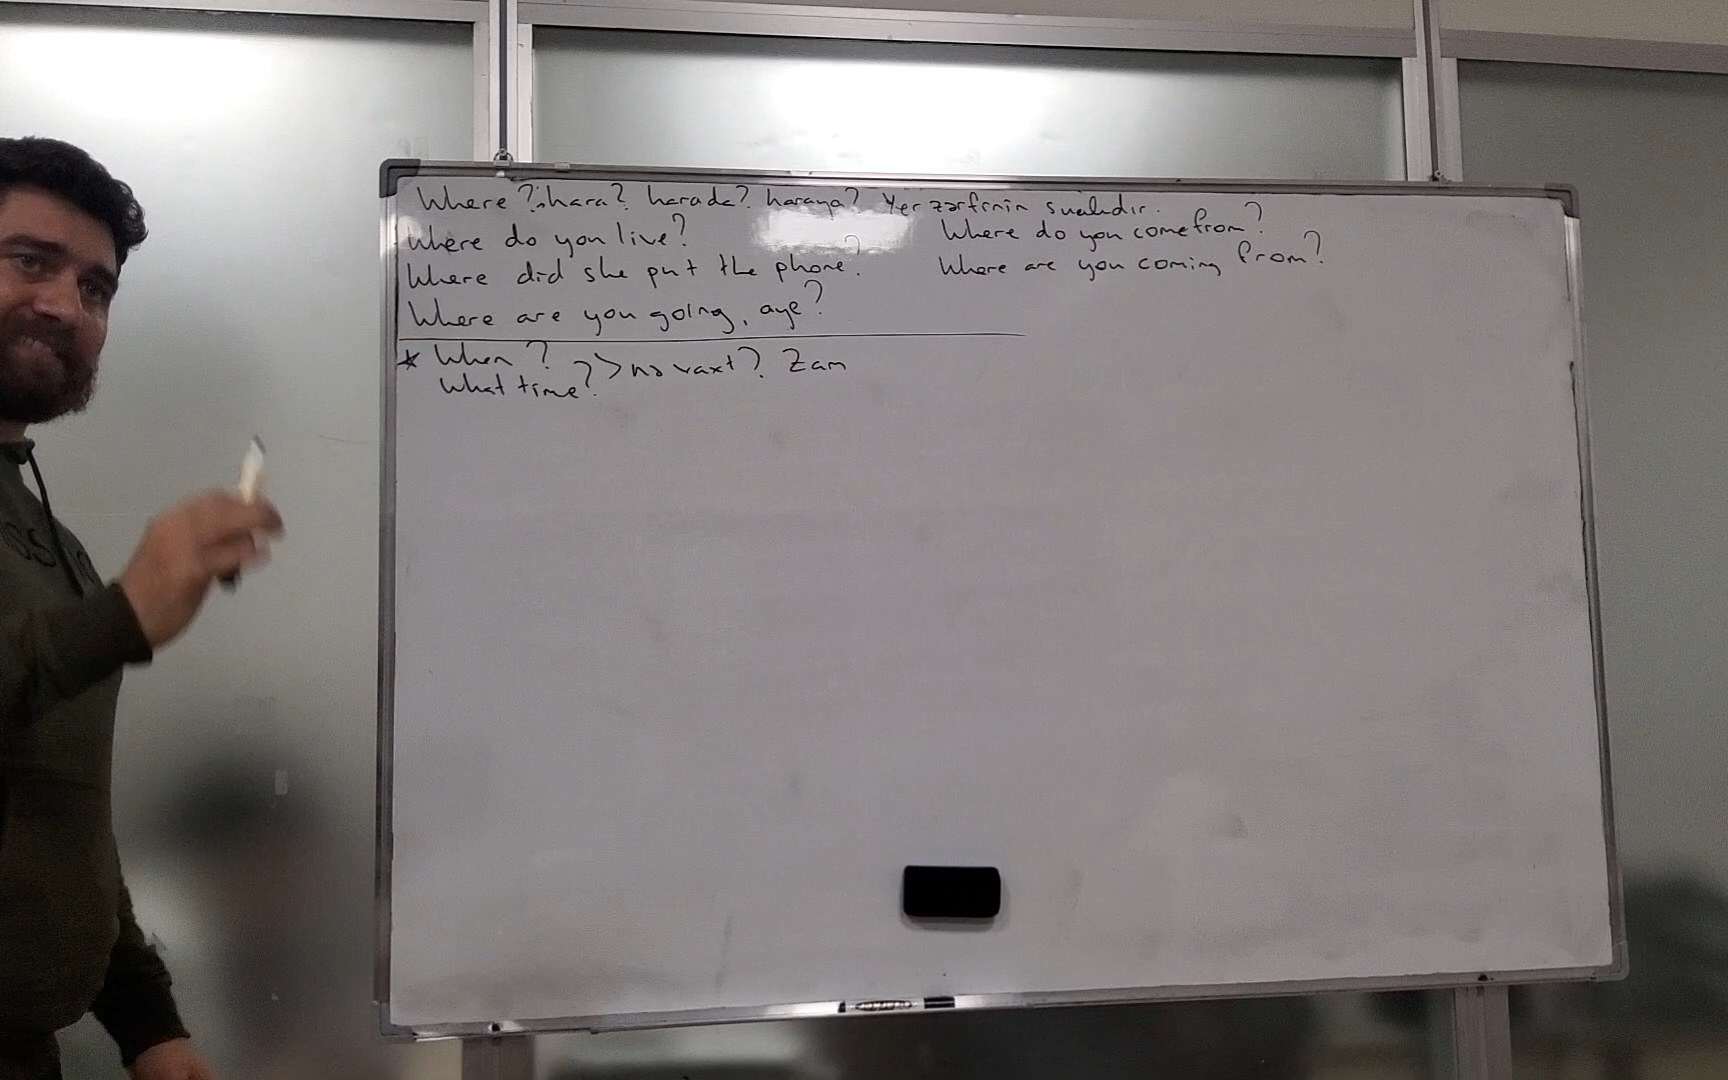 Where?: hara? harada? haraya? Yer zərfinin sualıdır.
Where do you live?
Where did she put the phone?
Where are you going, aye?
Where do you come from?
Where are you coming from?
* When?
What time? > nə vaxt? Zam